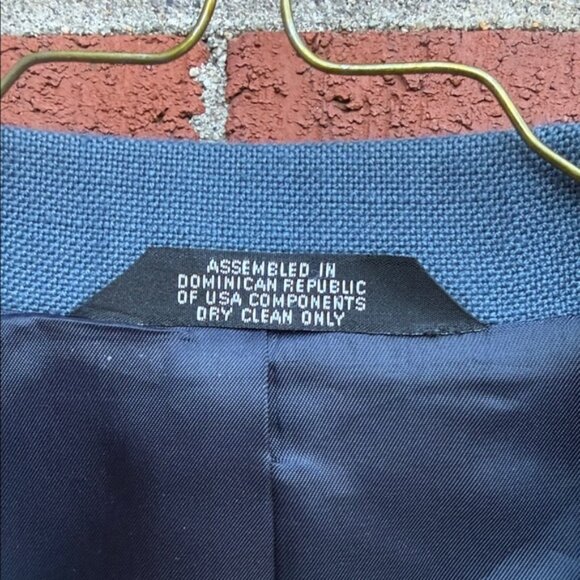 ASSEMBLED IN
DOMINICAN REPUBLIC
OF USA COMPONENTS
DRY CLEAN ONLY